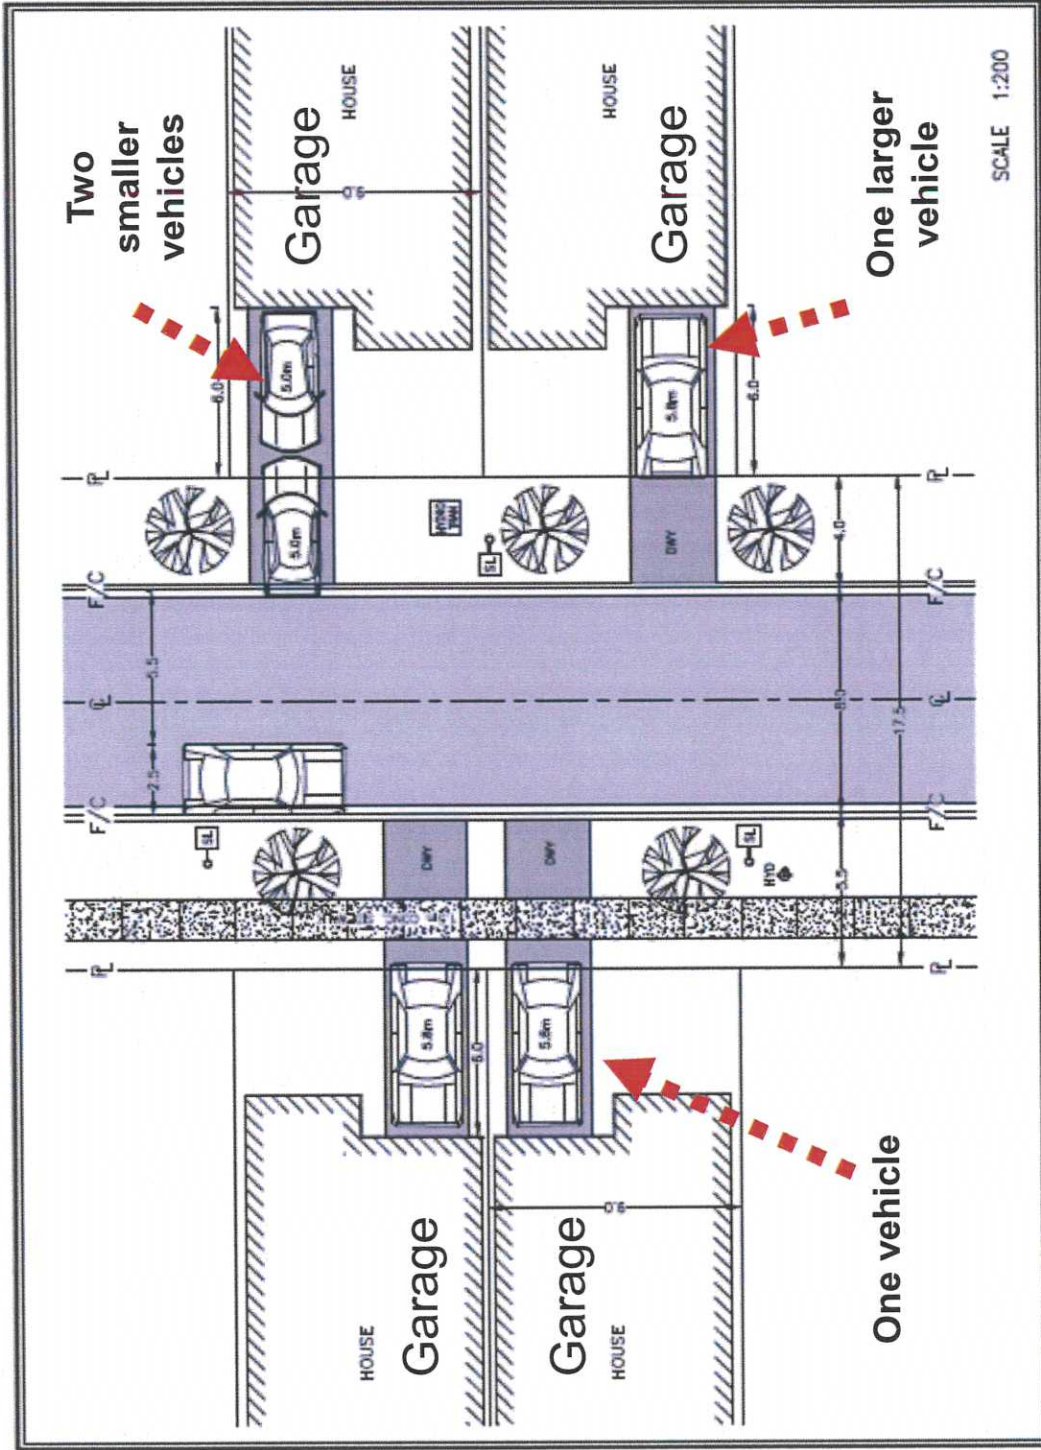 Two
smaller
vehicles
Garage
HOUSE
9.0
HOUSE
Garage
One larger
vehicle
SCALE 1:200
6.0
5.0m
5.8m
6.0
PL
PL
5.0m
HYDRO
SL
DWY
4.0
F/C
F/C
5.5
CL
8.0
CL
17.5
2.5
F/C
F/C
SL
DWY
DWY
SL
HYD
5.5
CONC
PL
PL
5.8m
6.0
5.8m
HOUSE
Garage
Garage
HOUSE
9.0
One vehicle